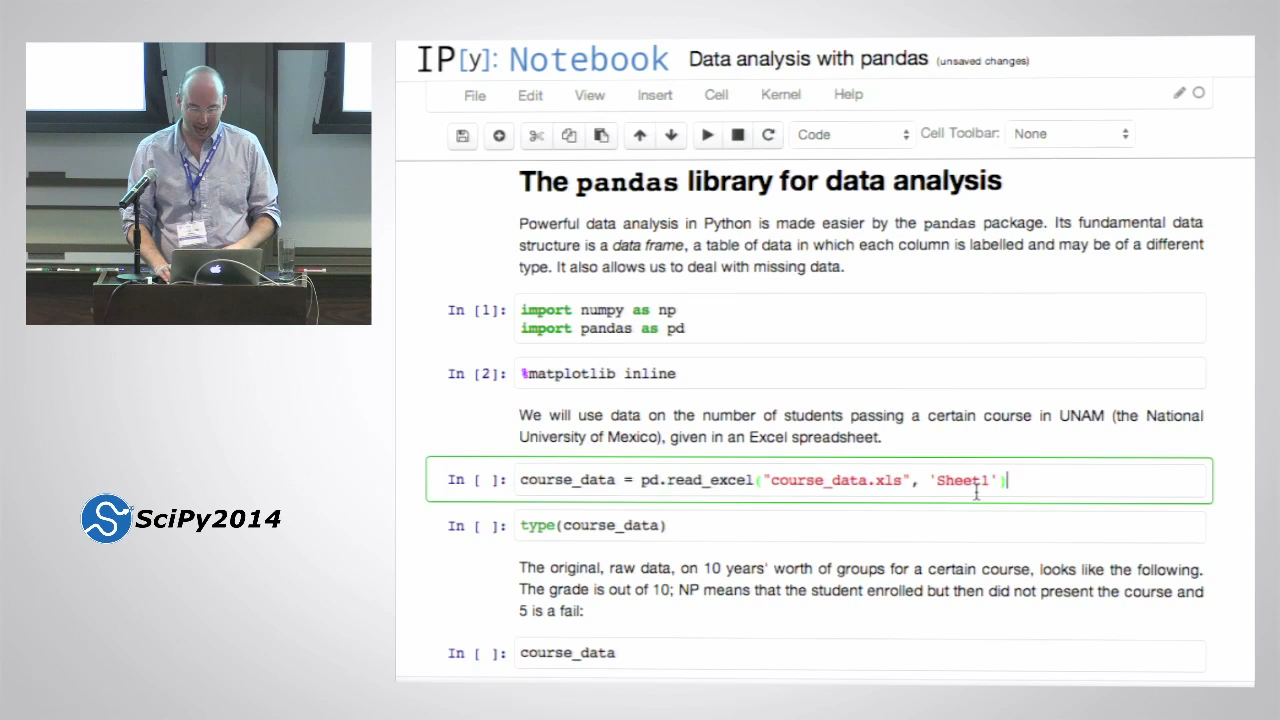 IP[y]: Notebook Data analysis with pandas (unsaved changes)
File Edit View Insert Cell Kernel Help
Code Cell Toolbar: None
The pandas library for data analysis
Powerful data analysis in Python is made easier by the pandas package. Its fundamental data
structure is a data frame, a table of data in which each column is labelled and may be of a different
type. It also allows us to deal with missing data.
In [1]: import numpy as np
import pandas as pd
In [2]: %matplotlib inline
We will use data on the number of students passing a certain course in UNAM (the National
University of Mexico), given in an Excel spreadsheet.
In [ ]: course_data = pd.read_excel("course_data.xls", 'Sheet1')
In [ ]: type(course_data)
The original, raw data, on 10 years' worth of groups for a certain course, looks like the following.
The grade is out of 10; NP means that the student enrolled but then did not present the course and
5 is a fail:
In [ ]: course_data
SciPy2014